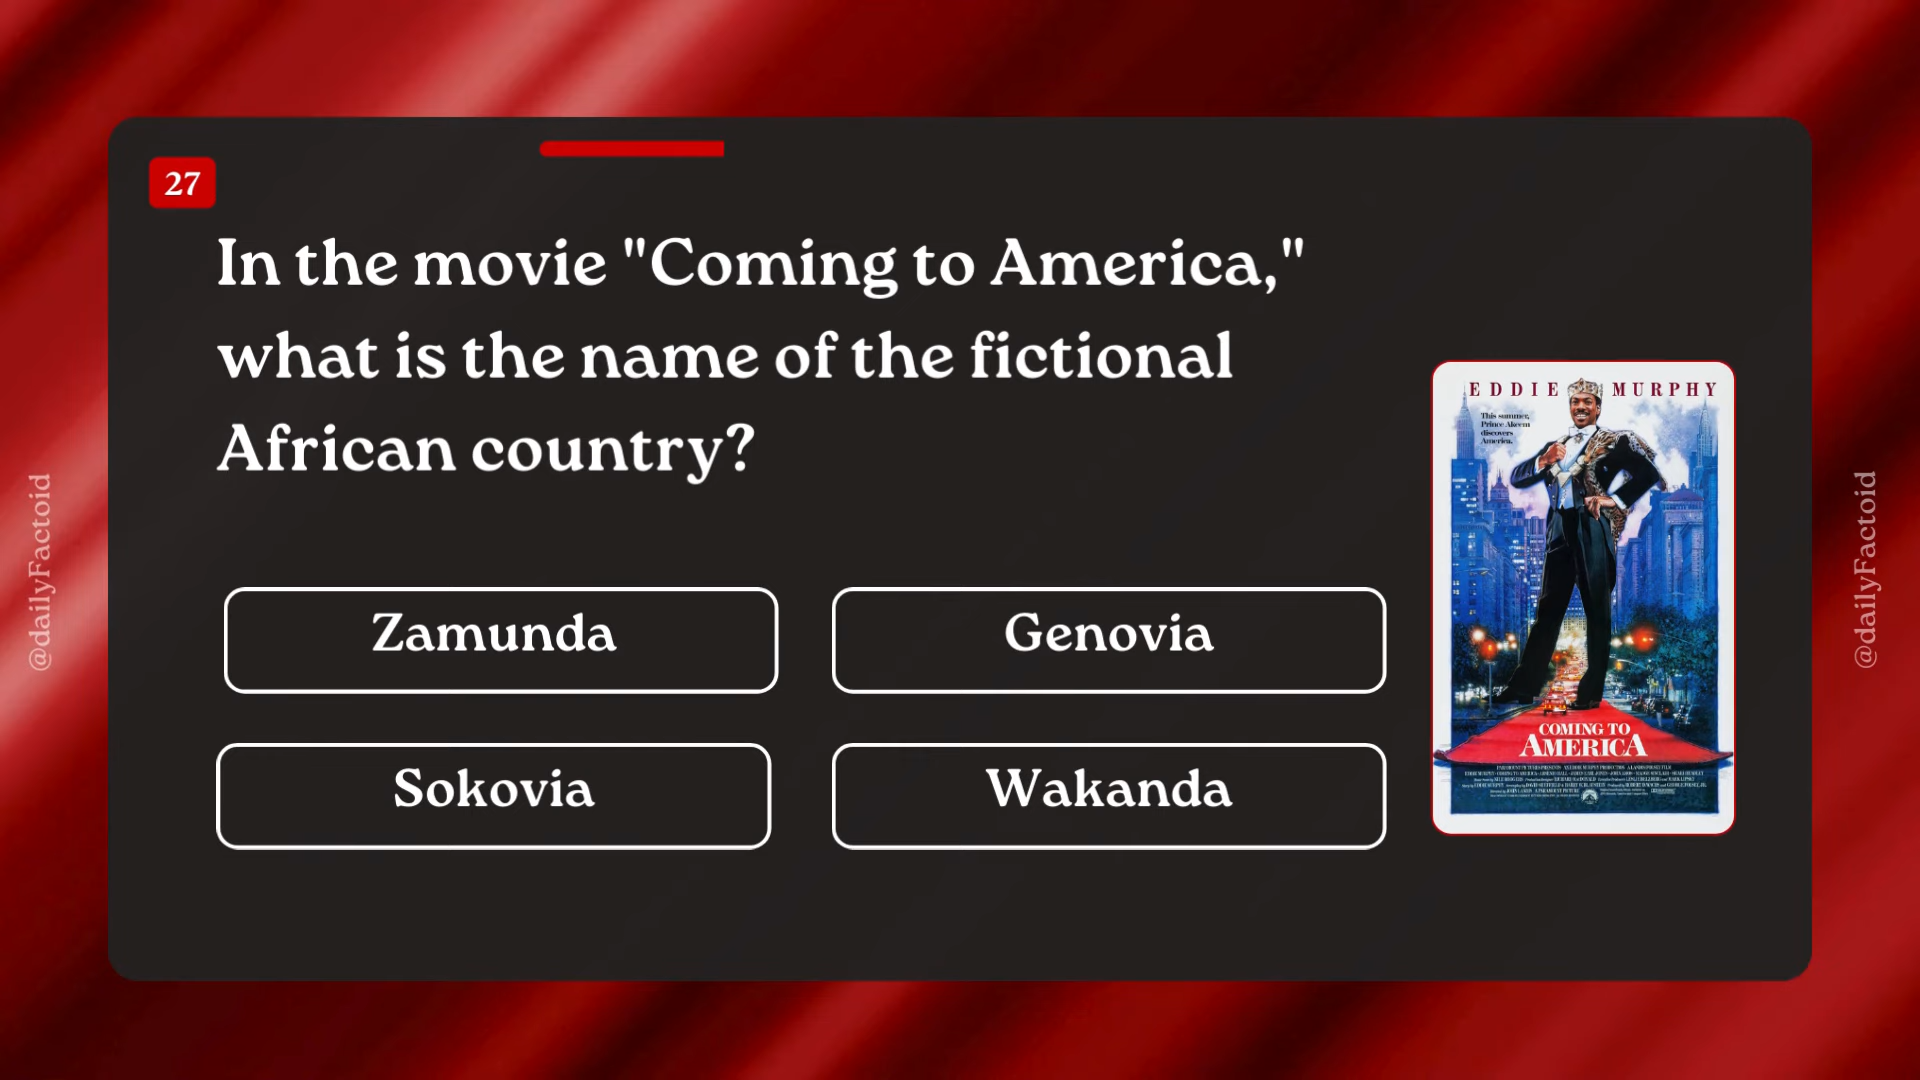 27
In the movie "Coming to America,"
what is the name of the fictional
African country?
Zamunda
Genovia
Sokovia
Wakanda
EDDIE MURPHY
This summer,
Prince Akeem
discovers
America.
COMING TO
AMERICA
@dailyFactoid
@dailyFactoid